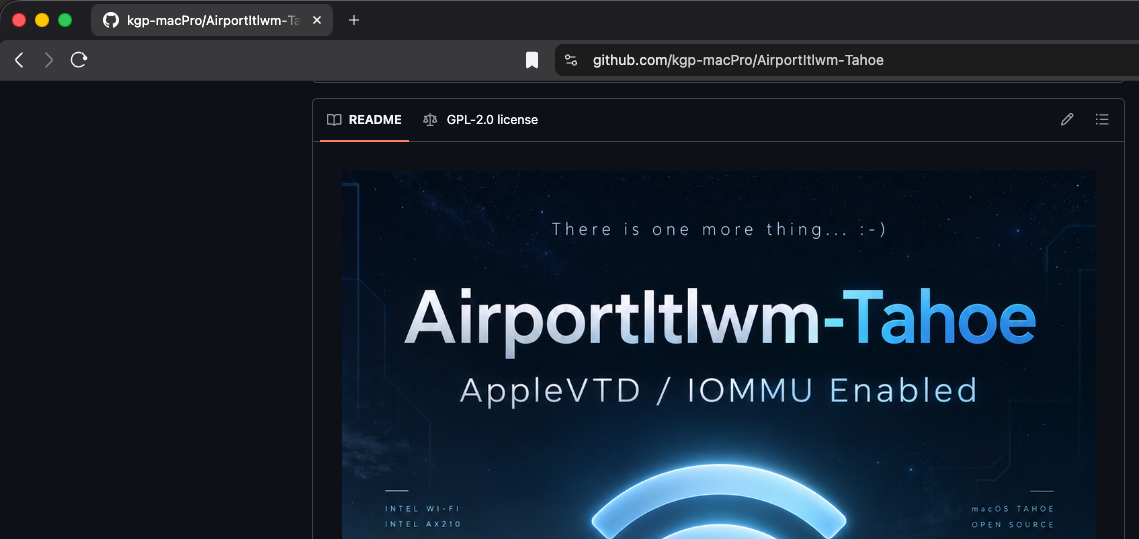 kgp-macPro/AirportItlwm-Ta
github.com/kgp-macPro/AirportItlwm-Tahoe
README
GPL-2.0 license
There is one more thing... :-)
AirportItlwm-Tahoe
AppleVTD / IOMMU Enabled
INTEL WI-FI
INTEL AX210
macOS TAHOE
OPEN SOURCE